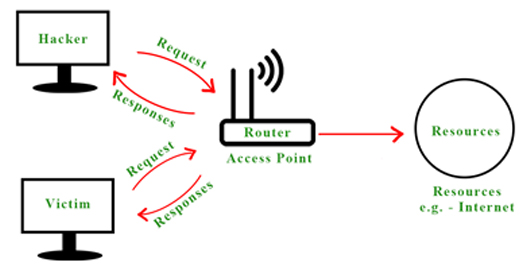 Hacker
Request
Responses
Router
Access Point
Resources
Resources
e.g. - Internet
Request
Victim
Responses